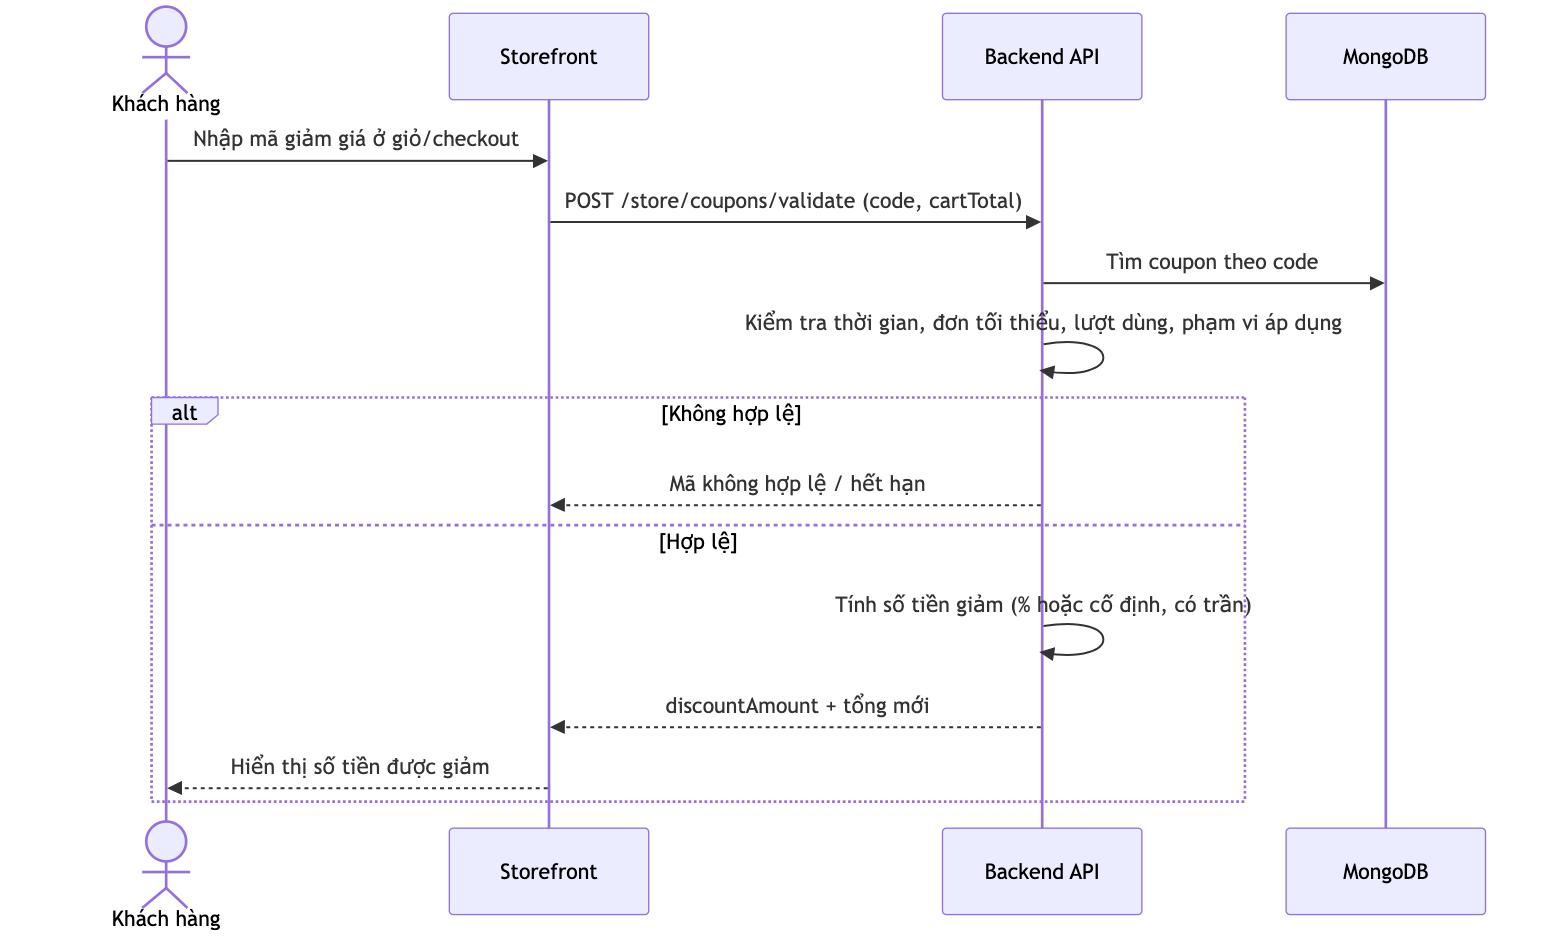 Khách hàng
Storefront
Backend API
MongoDB
Nhập mã giảm giá ở giỏ/checkout
POST /store/coupons/validate (code, cartTotal)
Tìm coupon theo code
Kiểm tra thời gian, đơn tối thiểu, lượt dùng, phạm vi áp dụng
alt
[Không hợp lệ]
Mã không hợp lệ / hết hạn
[Hợp lệ]
Tính số tiền giảm (% hoặc cố định, có trần)
discountAmount + tổng mới
Hiển thị số tiền được giảm
Khách hàng
Storefront
Backend API
MongoDB